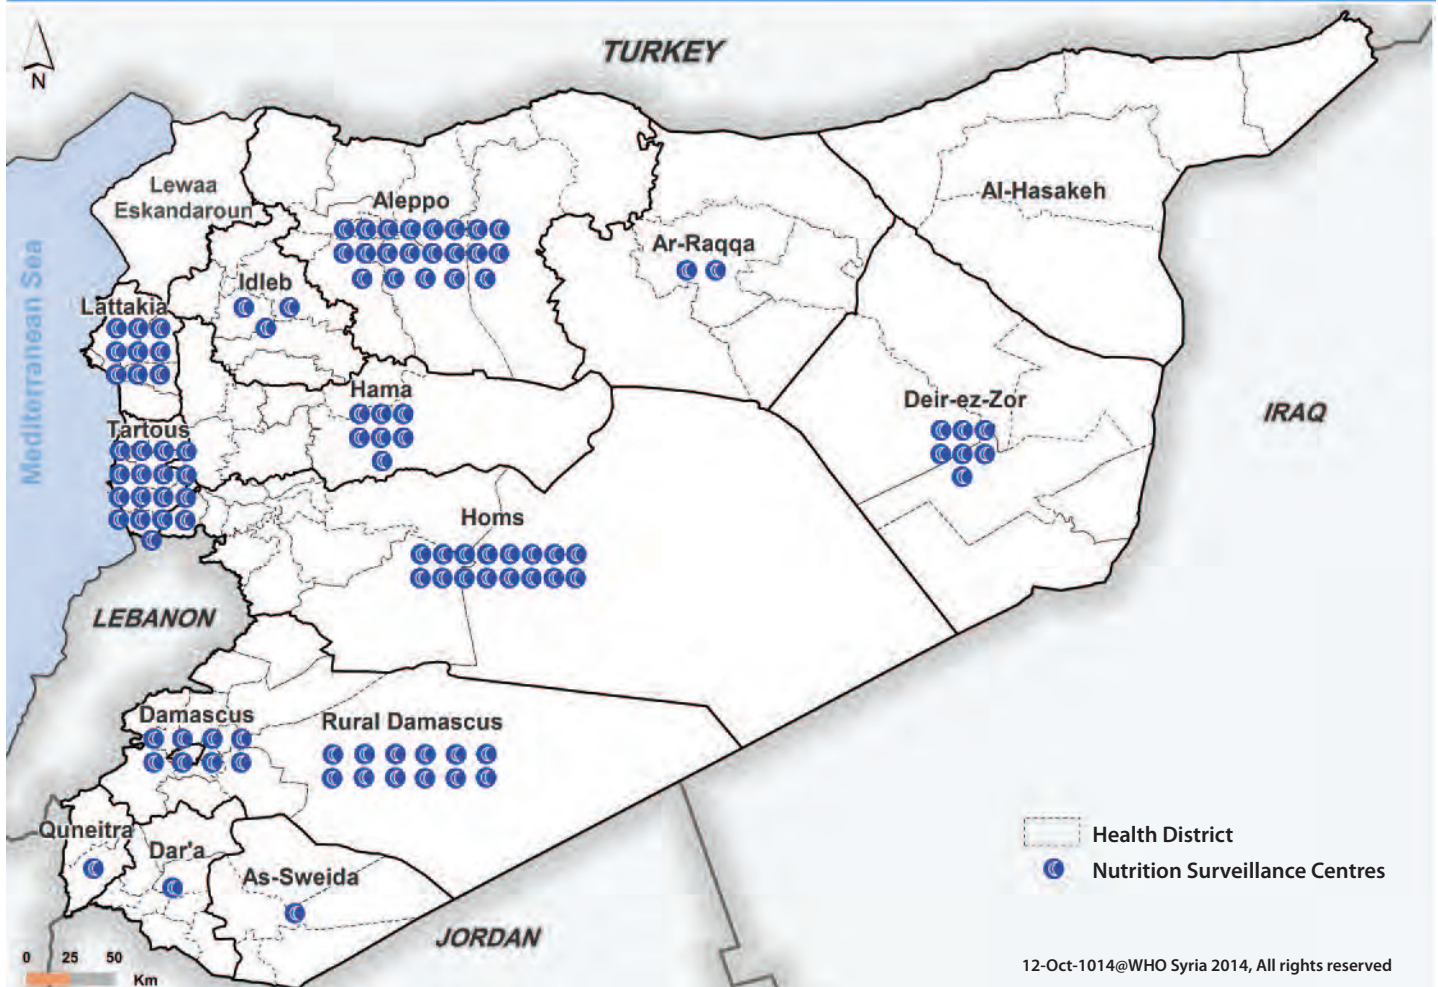 TURKEY
N
Lewaa
Eskandaroun
Aleppo
Al-Hasakeh
Ar-Raqqa
Idleb
Lattakia
Mediterranean Sea
Hama
Deir-ez-Zor
IRAQ
Tartous
Homs
LEBANON
Damascus
Rural Damascus
Quneitra
Dar'a
As-Sweida
Health District
Nutrition Surveillance Centres
JORDAN
0 25 50
Km
12-Oct-1014@WHO Syria 2014, All rights reserved